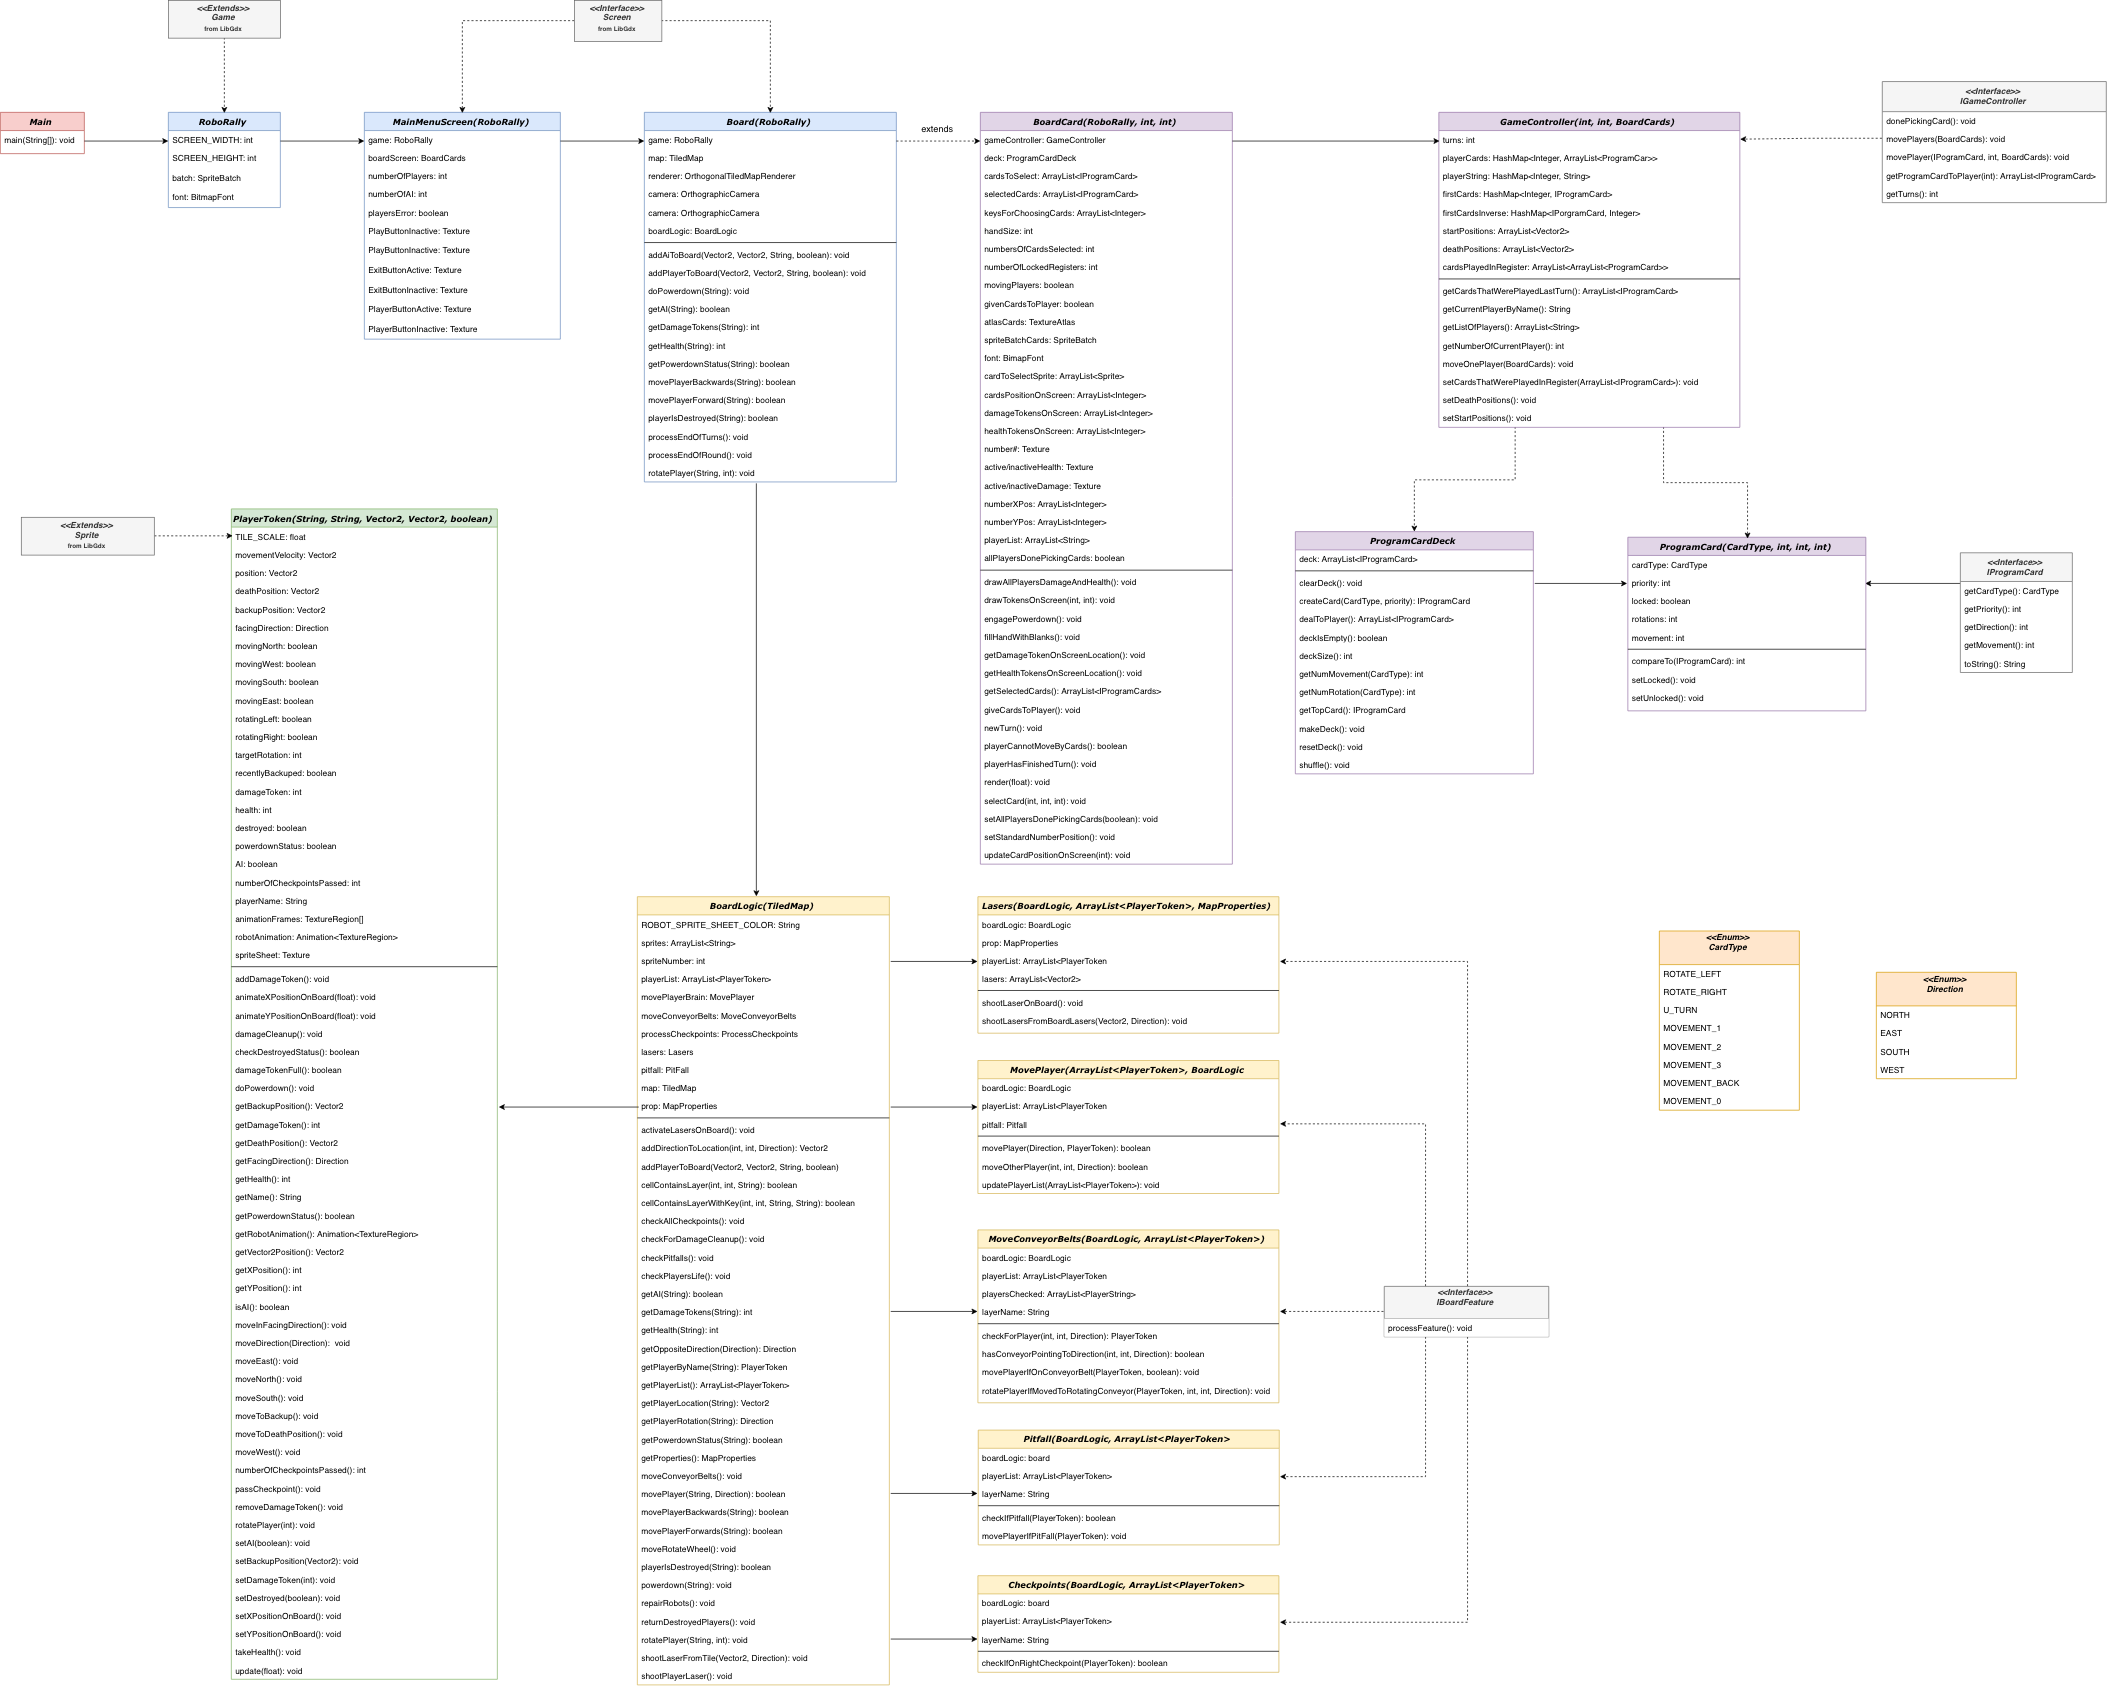 <<Extends>>
Game
from LibGdx
<<Interface>>
Screen
from LibGdx
Main
main(String[]): void
RoboRally
SCREEN_WIDTH: int
SCREEN_HEIGHT: int
batch: SpriteBatch
font: BitmapFont
MainMenuScreen(RoboRally)
game: RoboRally
boardScreen: BoardCards
numberOfPlayers: int
numberOfAI: int
playersError: boolean
PlayButtonInactive: Texture
PlayButtonInactive: Texture
ExitButtonActive: Texture
ExitButtonInactive: Texture
PlayerButtonActive: Texture
PlayerButtonInactive: Texture
Board(RoboRally)
game: RoboRally
map: TiledMap
renderer: OrthogonalTiledMapRenderer
camera: OrthographicCamera
camera: OrthographicCamera
boardLogic: BoardLogic
addAiToBoard(Vector2, Vector2, String, boolean): void
addPlayerToBoard(Vector2, Vector2, String, boolean): void
doPowerdown(String): void
getAI(String): boolean
getDamageTokens(String): int
getHealth(String): int
getPowerdownStatus(String): boolean
movePlayerBackwards(String): boolean
movePlayerForward(String): boolean
playerIsDestroyed(String): boolean
processEndOfTurns(): void
processEndOfRound(): void
rotatePlayer(String, int): void
extends
BoardCard(RoboRally, int, int)
gameController: GameController
deck: ProgramCardDeck
cardsToSelect: ArrayList<IProgramCard>
selectedCards: ArrayList<IProgramCard>
keysForChoosingCards: ArrayList<Integer>
handSize: int
numbersOfCardsSelected: int
numberOfLockedRegisters: int
movingPlayers: boolean
givenCardsToPlayer: boolean
atlasCards: TextureAtlas
spriteBatchCards: SpriteBatch
font: BimapFont
cardToSelectSprite: ArrayList<Sprite>
cardsPositionOnScreen: ArrayList<Integer>
damageTokensOnScreen: ArrayList<Integer>
healthTokensOnScreen: ArrayList<Integer>
number#: Texture
active/inactiveHealth: Texture
active/inactiveDamage: Texture
numberXPos: ArrayList<Integer>
numberYPos: ArrayList<Integer>
playerList: ArrayList<String>
allPlayersDonePickingCards: boolean
drawAllPlayersDamageAndHealth(): void
drawTokensOnScreen(int, int): void
engagePowerdown(): void
fillHandWithBlanks(): void
getDamageTokenOnScreenLocation(): void
getHealthTokensOnScreenLocation(): void
getSelectedCards(): ArrayList<IProgramCards>
giveCardsToPlayer(): void
newTurn(): void
playerCannotMoveByCards(): boolean
playerHasFinishedTurn(): void
render(float): void
selectCard(int, int, int): void
setAllPlayersDonePickingCards(boolean): void
setStandardNumberPosition(): void
updateCardPositionOnScreen(int): void
GameController(int, int, BoardCards)
turns: int
playerCards: HashMap<Integer, ArrayList<ProgramCar>>
playerString: HashMap<Integer, String>
firstCards: HashMap<Integer, IProgramCard>
firstCardsInverse: HashMap<IPorgramCard, Integer>
startPositions: ArrayList<Vector2>
deathPositions: ArrayList<Vector2>
cardsPlayedInRegister: ArrayList<ArrayList<ProgramCard>>
getCardsThatWerePlayedLastTurn(): ArrayList<IProgramCard>
getCurrentPlayerByName(): String
getListOfPlayers(): ArrayList<String>
getNumberOfCurrentPlayer(): int
moveOnePlayer(BoardCards): void
setCardsThatWerePlayedInRegister(ArrayList<IProgramCard>): void
setDeathPositions(): void
setStartPositions(): void
<<Interface>>
IGameController
donePickingCard(): void
movePlayers(BoardCards): void
movePlayer(IPogramCard, int, BoardCards): void
getProgramCardToPlayer(int): ArrayList<IProgramCard>
getTurns(): int
ProgramCardDeck
deck: ArrayList<IProgramCard>
clearDeck(): void
createCard(CardType, priority): IProgramCard
dealToPlayer(): ArrayList<IProgramCard>
deckIsEmpty(): boolean
deckSize(): int
getNumMovement(CardType): int
getNumRotation(CardType): int
getTopCard(): IProgramCard
makeDeck(): void
resetDeck(): void
shuffle(): void
ProgramCard(CardType, int, int, int)
cardType: CardType
priority: int
locked: boolean
rotations: int
movement: int
compareTo(IProgramCard): int
setLocked(): void
setUnlocked(): void
<<Interface>>
IProgramCard
getCardType(): CardType
getPriority(): int
getDirection(): int
getMovement(): int
toString(): String
<<Extends>>
Sprite
from LibGdx
PlayerToken(String, String, Vector2, Vector2, boolean)
TILE_SCALE: float
movementVelocity: Vector2
position: Vector2
deathPosition: Vector2
backupPosition: Vector2
facingDirection: Direction
movingNorth: boolean
movingWest: boolean
movingSouth: boolean
movingEast: boolean
rotatingLeft: boolean
rotatingRight: boolean
targetRotation: int
recentlyBackuped: boolean
damageToken: int
health: int
destroyed: boolean
powerdownStatus: boolean
AI: boolean
numberOfCheckpointsPassed: int
playerName: String
animationFrames: TextureRegion[]
robotAnimation: Animation<TextureRegion>
spriteSheet: Texture
addDamageToken(): void
animateXPositionOnBoard(float): void
animateYPositionOnBoard(float): void
damageCleanup(): void
checkDestroyedStatus(): boolean
damageTokenFull(): boolean
doPowerdown(): void
getBackupPosition(): Vector2
getDamageToken(): int
getDeathPosition(): Vector2
getFacingDirection(): Direction
getHealth(): int
getName(): String
getPowerdownStatus(): boolean
getRobotAnimation(): Animation<TextureRegion>
getVector2Position(): Vector2
getXPosition(): int
getYPosition(): int
isAI(): boolean
moveInFacingDirection(): void
moveDirection(Direction): void
moveEast(): void
moveNorth(): void
moveSouth(): void
moveToBackup(): void
moveToDeathPosition(): void
moveWest(): void
numberOfCheckpointsPassed(): int
passCheckpoint(): void
removeDamageToken(): void
rotatePlayer(int): void
setAI(boolean): void
setBackupPosition(Vector2): void
setDamageToken(int): void
setDestroyed(boolean): void
setXPositionOnBoard(): void
setYPositionOnBoard(): void
takeHealth(): void
update(float): void
BoardLogic(TiledMap)
ROBOT_SPRITE_SHEET_COLOR: String
sprites: ArrayList<String>
spriteNumber: int
playerList: ArrayList<PlayerToken>
movePlayerBrain: MovePlayer
moveConveyorBelts: MoveConveyorBelts
processCheckpoints: ProcessCheckpoints
lasers: Lasers
pitfall: PitFall
map: TiledMap
prop: MapProperties
activateLasersOnBoard(): void
addDirectionToLocation(int, int, Direction): Vector2
addPlayerToBoard(Vector2, Vector2, String, boolean)
cellContainsLayer(int, int, String): boolean
cellContainsLayerWithKey(int, int, String, String): boolean
checkAllCheckpoints(): void
checkForDamageCleanup(): void
checkPitfalls(): void
checkPlayersLife(): void
getAI(String): boolean
getDamageTokens(String): int
getHealth(String): int
getOppositeDirection(Direction): Direction
getPlayerByName(String): PlayerToken
getPlayerList(): ArrayList<PlayerToken>
getPlayerLocation(String): Vector2
getPlayerRotation(String): Direction
getPowerdownStatus(String): boolean
getProperties(): MapProperties
moveConveyorBelts(): void
movePlayer(String, Direction): boolean
movePlayerBackwards(String): boolean
movePlayerForwards(String): boolean
moveRotateWheel(): void
playerIsDestroyed(String): boolean
powerdown(String): void
repairRobots(): void
returnDestroyedPlayers(): void
rotatePlayer(String, int): void
shootLaserFromTile(Vector2, Direction): void
shootPlayerLaser(): void
Lasers(BoardLogic, ArrayList<PlayerToken>, MapProperties)
boardLogic: BoardLogic
prop: MapProperties
playerList: ArrayList<PlayerToken
lasers: ArrayList<Vector2>
shootLaserOnBoard(): void
shootLasersFromBoardLasers(Vector2, Direction): void
MovePlayer(ArrayList<PlayerToken>, BoardLogic
boardLogic: BoardLogic
playerList: ArrayList<PlayerToken
pitfall: Pitfall
movePlayer(Direction, PlayerToken): boolean
moveOtherPlayer(int, int, Direction): boolean
updatePlayerList(ArrayList<PlayerToken>): void
MoveConveyorBelts(BoardLogic, ArrayList<PlayerToken>)
boardLogic: BoardLogic
playerList: ArrayList<PlayerToken
playersChecked: ArrayList<PlayerString>
layerName: String
checkForPlayer(int, int, Direction): PlayerToken
hasConveyorPointingToDirection(int, int, Direction): boolean
movePlayerIfOnConveyorBelt(PlayerToken, boolean): void
rotatePlayerIfMovedToRotatingConveyor(PlayerToken, int, int, Direction): void
Pitfall(BoardLogic, ArrayList<PlayerToken>
boardLogic: board
playerList: ArrayList<PlayerToken>
layerName: String
checkIfPitfall(PlayerToken): boolean
movePlayerIfPitFall(PlayerToken): void
Checkpoints(BoardLogic, ArrayList<PlayerToken>
boardLogic: board
playerList: ArrayList<PlayerToken>
layerName: String
checkIfOnRightCheckpoint(PlayerToken): boolean
<<Interface>>
IBoardFeature
processFeature(): void
<<Enum>>
CardType
ROTATE_LEFT
ROTATE_RIGHT
U_TURN
MOVEMENT_1
MOVEMENT_2
MOVEMENT_3
MOVEMENT_BACK
MOVEMENT_0
<<Enum>>
Direction
NORTH
EAST
SOUTH
WEST